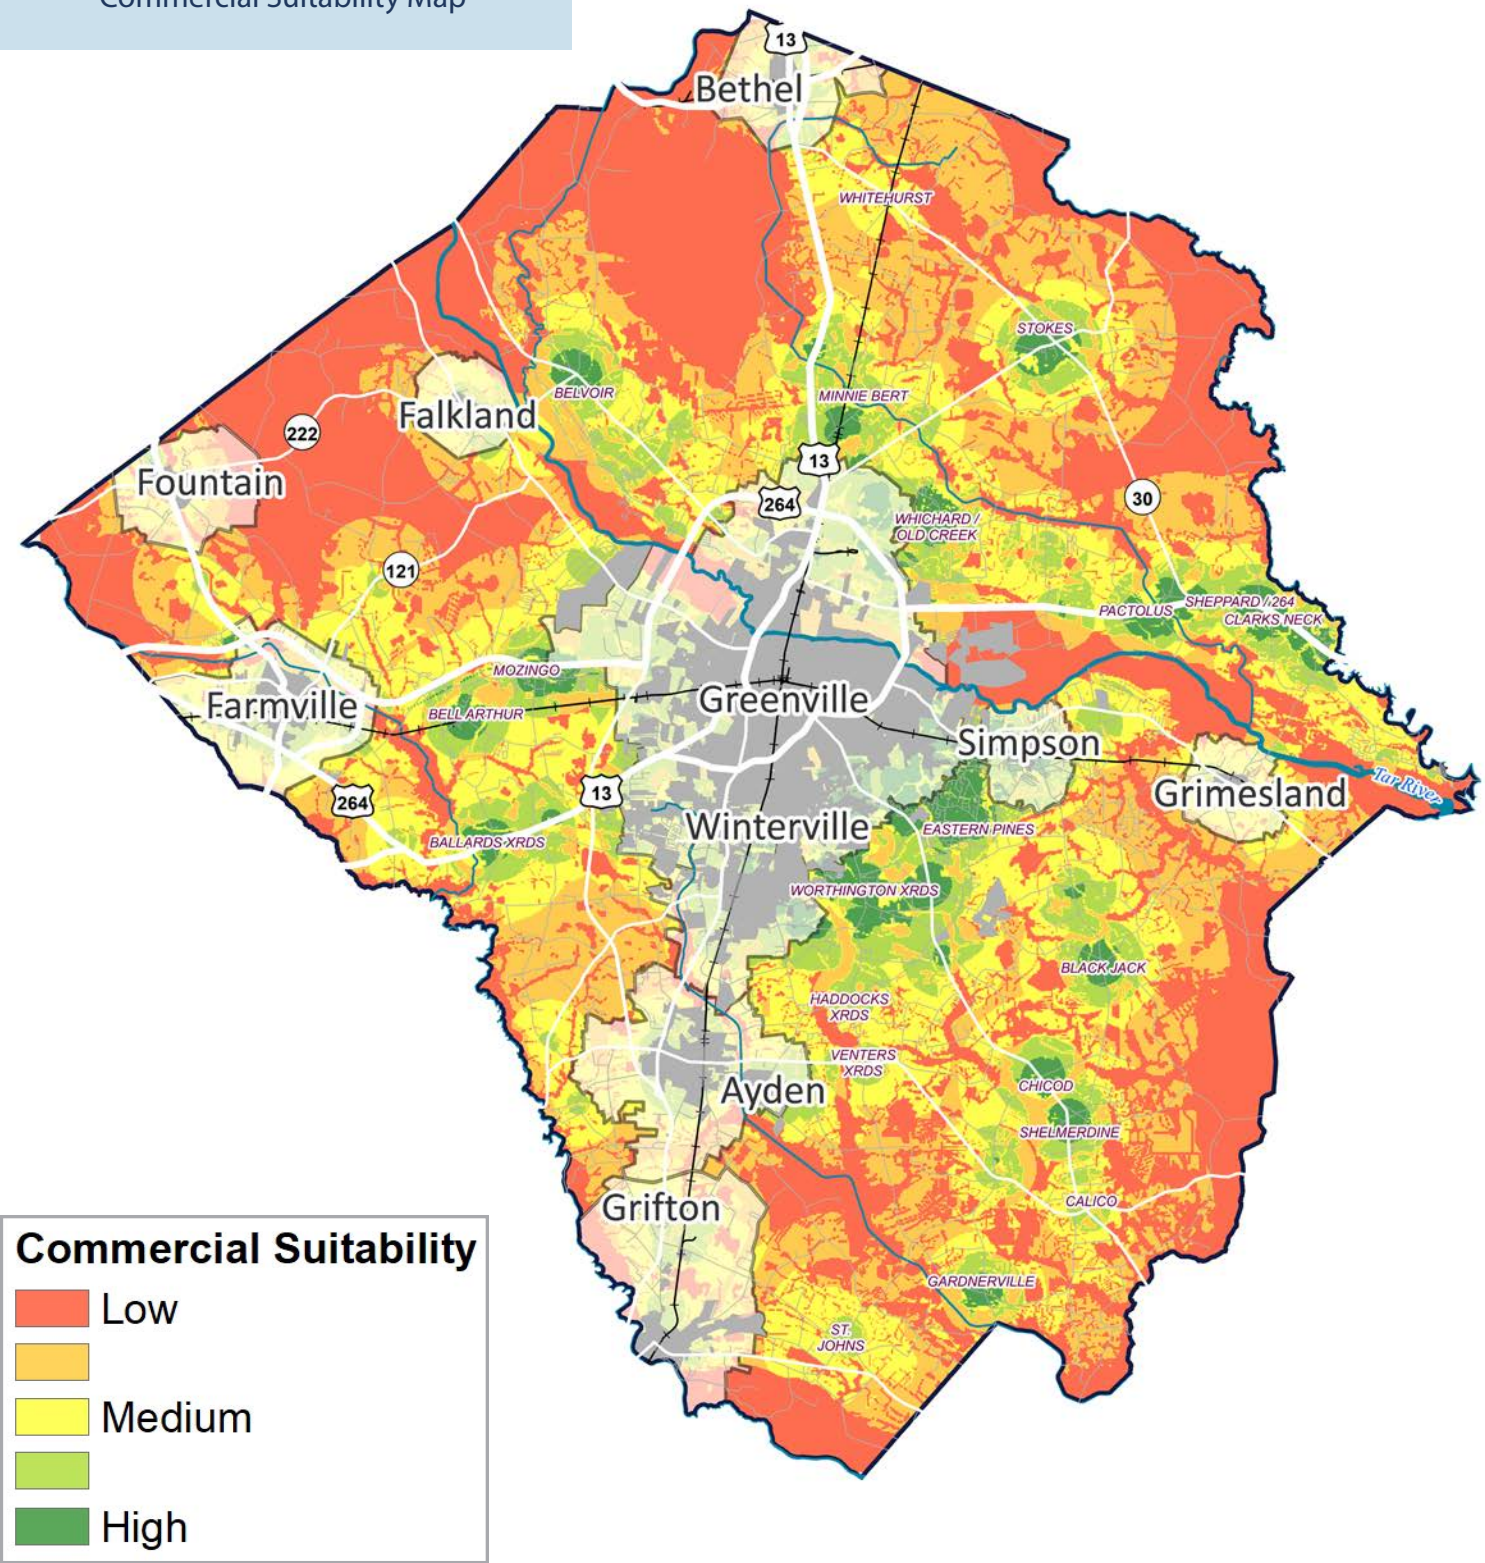 Commercial Suitability Map
13
Bethel
WHITEHURST
STOKES
BELVOIR
MINNIE BERT
Falkland
222
13
Fountain
264
30
WHICHARD /
OLD CREEK
121
PACTOLUS
SHEPPARD / 264
CLARKS NECK
MOZINGO
Farmville
BELL ARTHUR
Greenville
Simpson
Grimesland
Tar River
264
13
BALLARDS XRDS
Winterville
EASTERN PINES
WORTHINGTON XRDS
BLACK JACK
HADDOCKS
XRDS
VENTERS
XRDS
Ayden
CHICOD
SHELMERDINE
CALICO
Grifton
GARDNERVILLE
ST.
JOHNS
Commercial Suitability
Low
Medium
High